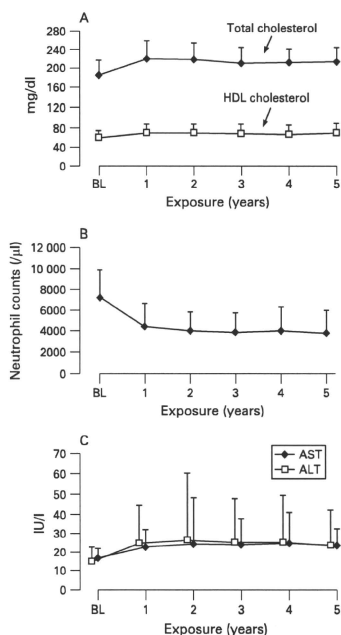 A
280
240
200
160
120
80
40
0
mg/dl
Total cholesterol
HDL cholesterol
BL 1 2 3 4 5
Exposure (years)
B
12 000
10 000
8000
6000
4000
2000
0
Neutrophil counts (/µl)
BL 1 2 3 4 5
Exposure (years)
C
70
60
50
40
30
20
10
0
IU/l
AST
ALT
BL 1 2 3 4 5
Exposure (years)